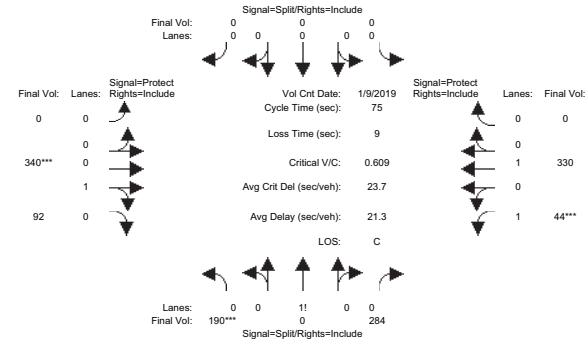 Signal=Split/Rights=Include
Final Vol: 0 0 0
Lanes: 0 0 0 0 0
Signal=Protect Signal=Protect
Final Vol: Lanes: Rights=Include Vol Cnt Date: 1/9/2019 Rights=Include Lanes: Final Vol:
Cycle Time (sec): 75
0 0 0 0
Loss Time (sec): 9
0 0
340*** 0 Critical V/C: 0.609 1 330
1 Avg Crit Del (sec/veh): 23.7 0
92 0 Avg Delay (sec/veh): 21.3 1 44***
LOS: C
Lanes: 0 0 1! 0 0
Final Vol: 190*** 0 284
Signal=Split/Rights=Include